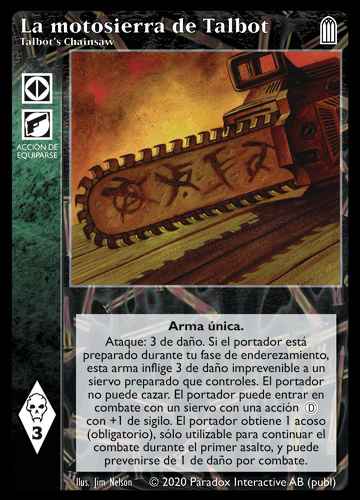 La motosierra de Talbot
Talbot's Chainsaw
ACCIÓN DE
EQUIPARSE
Arma única.
Ataque: 3 de daño. Si el portador está
preparado durante tu fase de enderezamiento,
esta arma inflige 3 daño imprevenible a un
siervo preparado que controles. El portador
no puede cazar. El portador puede entrar en
combate con un siervo con una acción Ⓓ
con +1 de sigilo. El portador obtiene 1 acoso
(obligatorio), sólo utilizable para continuar el
combate durante el primer asalto, y puede
prevenirse de 1 de daño por combate.
3
Ilus. Jim Nelson © 2020 Paradox Interactive AB (publ)